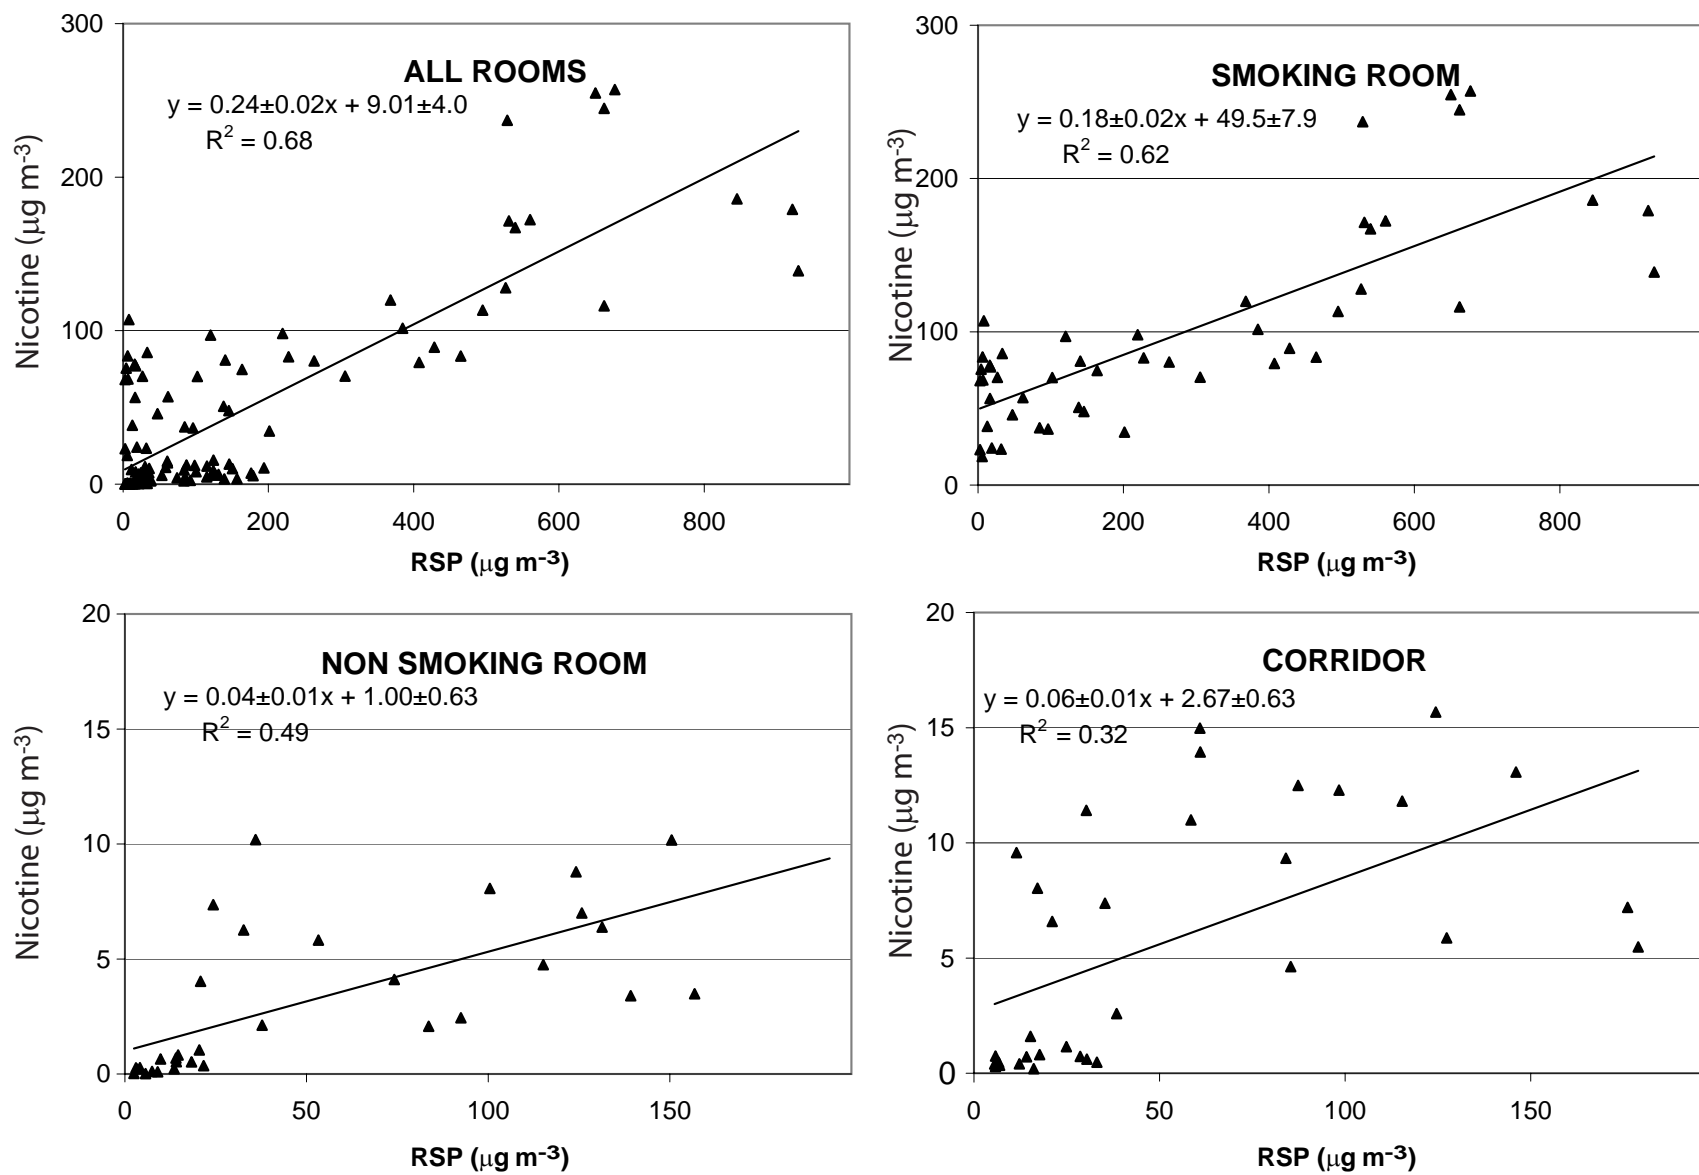 ALL ROOMS
y = 0.24±0.02x + 9.01±4.0
R² = 0.68
Nicotine (µg m⁻³)
300
200
100
0
0 200 400 600 800
RSP (µg m⁻³)
SMOKING ROOM
y = 0.18±0.02x + 49.5±7.9
R² = 0.62
Nicotine (µg m⁻³)
300
200
100
0
0 200 400 600 800
RSP (µg m⁻³)
NON SMOKING ROOM
y = 0.04±0.01x + 1.00±0.63
R² = 0.49
Nicotine (µg m⁻³)
20
15
10
5
0
0 50 100 150
RSP (µg m⁻³)
CORRIDOR
y = 0.06±0.01x + 2.67±0.63
R² = 0.32
Nicotine (µg m⁻³)
20
15
10
5
0
0 50 100 150
RSP (µg m⁻³)